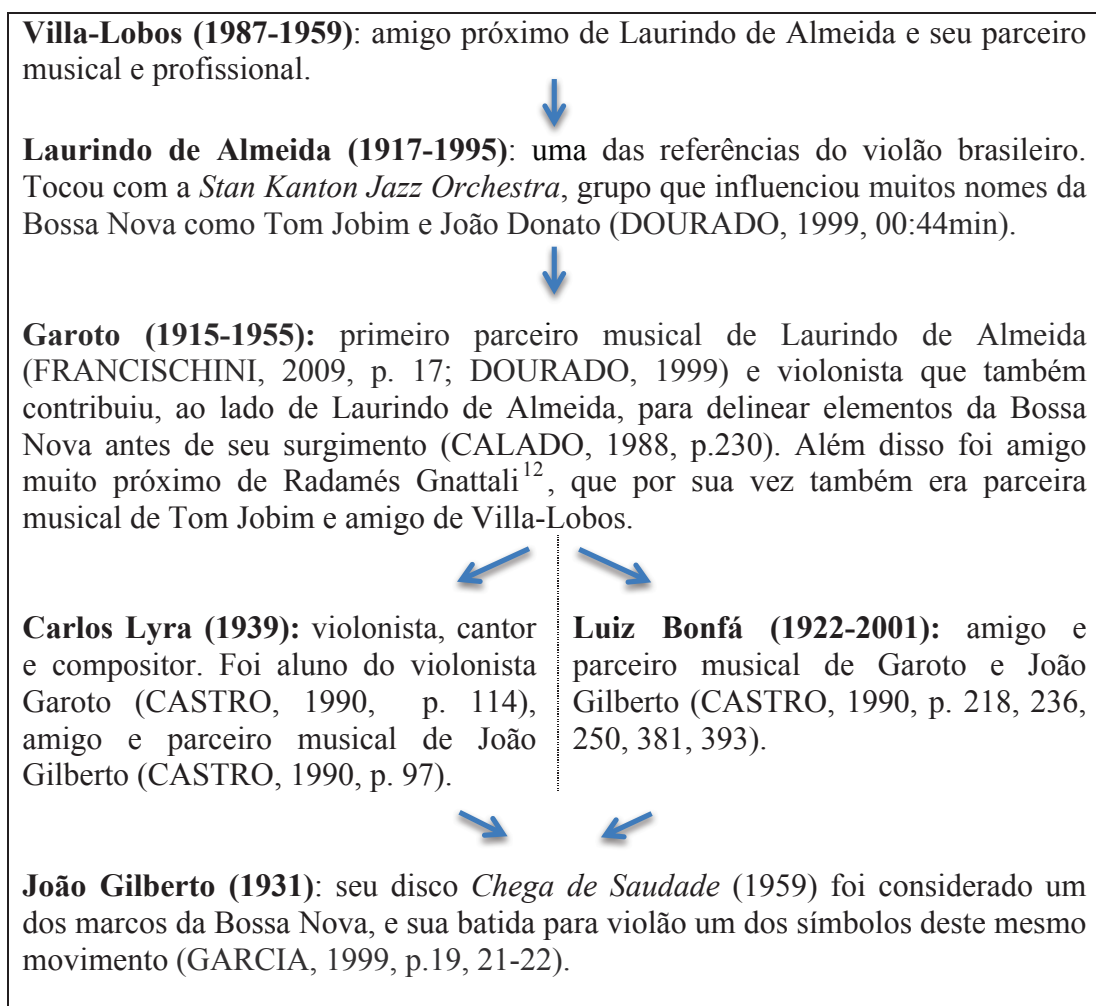 Villa-Lobos (1987-1959): amigo próximo de Laurindo de Almeida e seu parceiro
musical e profissional.
Laurindo de Almeida (1917-1995): uma das referências do violão brasileiro.
Tocou com a Stan Kanton Jazz Orchestra, grupo que influenciou muitos nomes da
Bossa Nova como Tom Jobim e João Donato (DOURADO, 1999, 00:44min).
Garoto (1915-1955): primeiro parceiro musical de Laurindo de Almeida
(FRANCISCHINI, 2009, p. 17; DOURADO, 1999) e violonista que também
contribuiu, ao lado de Laurindo de Almeida, para delinear elementos da Bossa
Nova antes de seu surgimento (CALADO, 1988, p.230). Além disso foi amigo
muito próximo de Radamés Gnattali12, que por sua vez também era parceira
musical de Tom Jobim e amigo de Villa-Lobos.
Carlos Lyra (1939): violonista, cantor
e compositor. Foi aluno do violonista
Garoto (CASTRO, 1990, p. 114),
amigo e parceiro musical de João
Gilberto (CASTRO, 1990, p. 97).
Luiz Bonfá (1922-2001): amigo e
parceiro musical de Garoto e João
Gilberto (CASTRO, 1990, p. 218, 236,
250, 381, 393).
João Gilberto (1931): seu disco Chega de Saudade (1959) foi considerado um
dos marcos da Bossa Nova, e sua batida para violão um dos símbolos deste mesmo
movimento (GARCIA, 1999, p.19, 21-22).